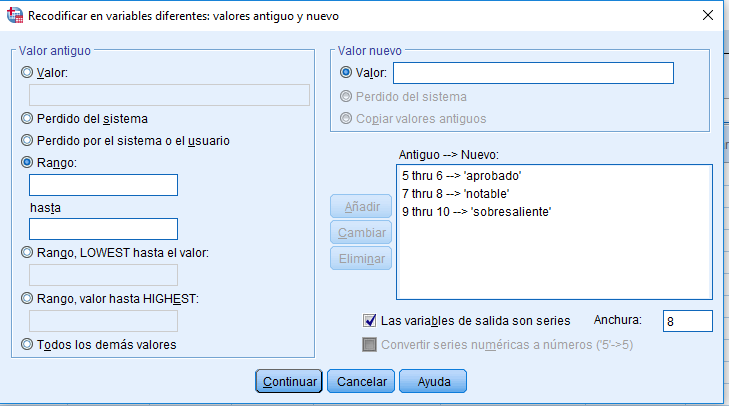 Recodificar en variables diferentes: valores antiguo y nuevo
Valor antiguo
Valor:
Perdido del sistema
Perdido por el sistema o el usuario
Rango:
hasta
Rango, LOWEST hasta el valor:
Rango, valor hasta HIGHEST:
Todos los demás valores
Valor nuevo
Valor:
Perdido del sistema
Copiar valores antiguos
Antiguo --> Nuevo:
5 thru 6 --> 'aprobado'
7 thru 8 --> 'notable'
9 thru 10 --> 'sobresaliente'
Añadir
Cambiar
Eliminar
Las variables de salida son series
Anchura: 8
Convertir series numéricas a números ('5'->5)
Continuar
Cancelar
Ayuda